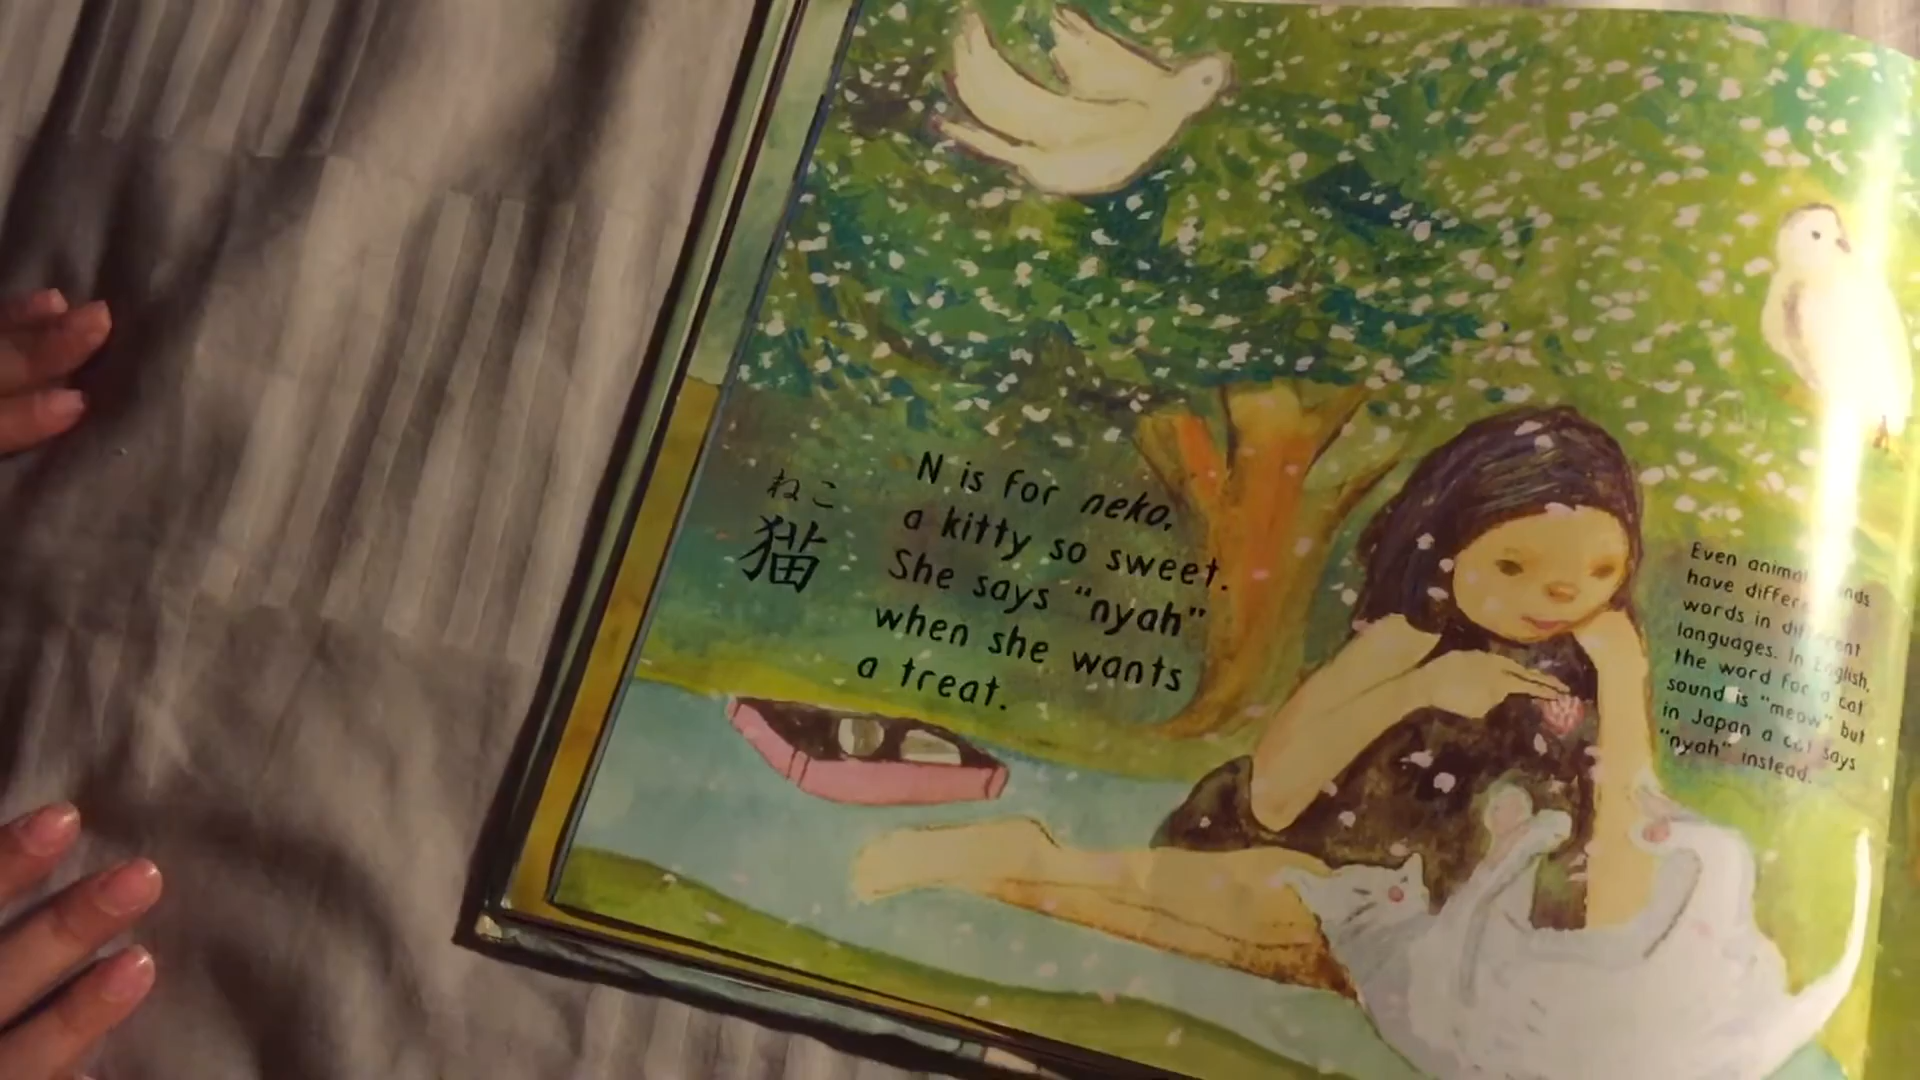 ねこ
猫
N is for neko,
a kitty so sweet.
She says "nyah"
when she wants
a treat.
Even animal
have different
words in different
languages. In English,
the word for a cat
sound is "meow" but
in Japan a cat says
"nyah" instead.